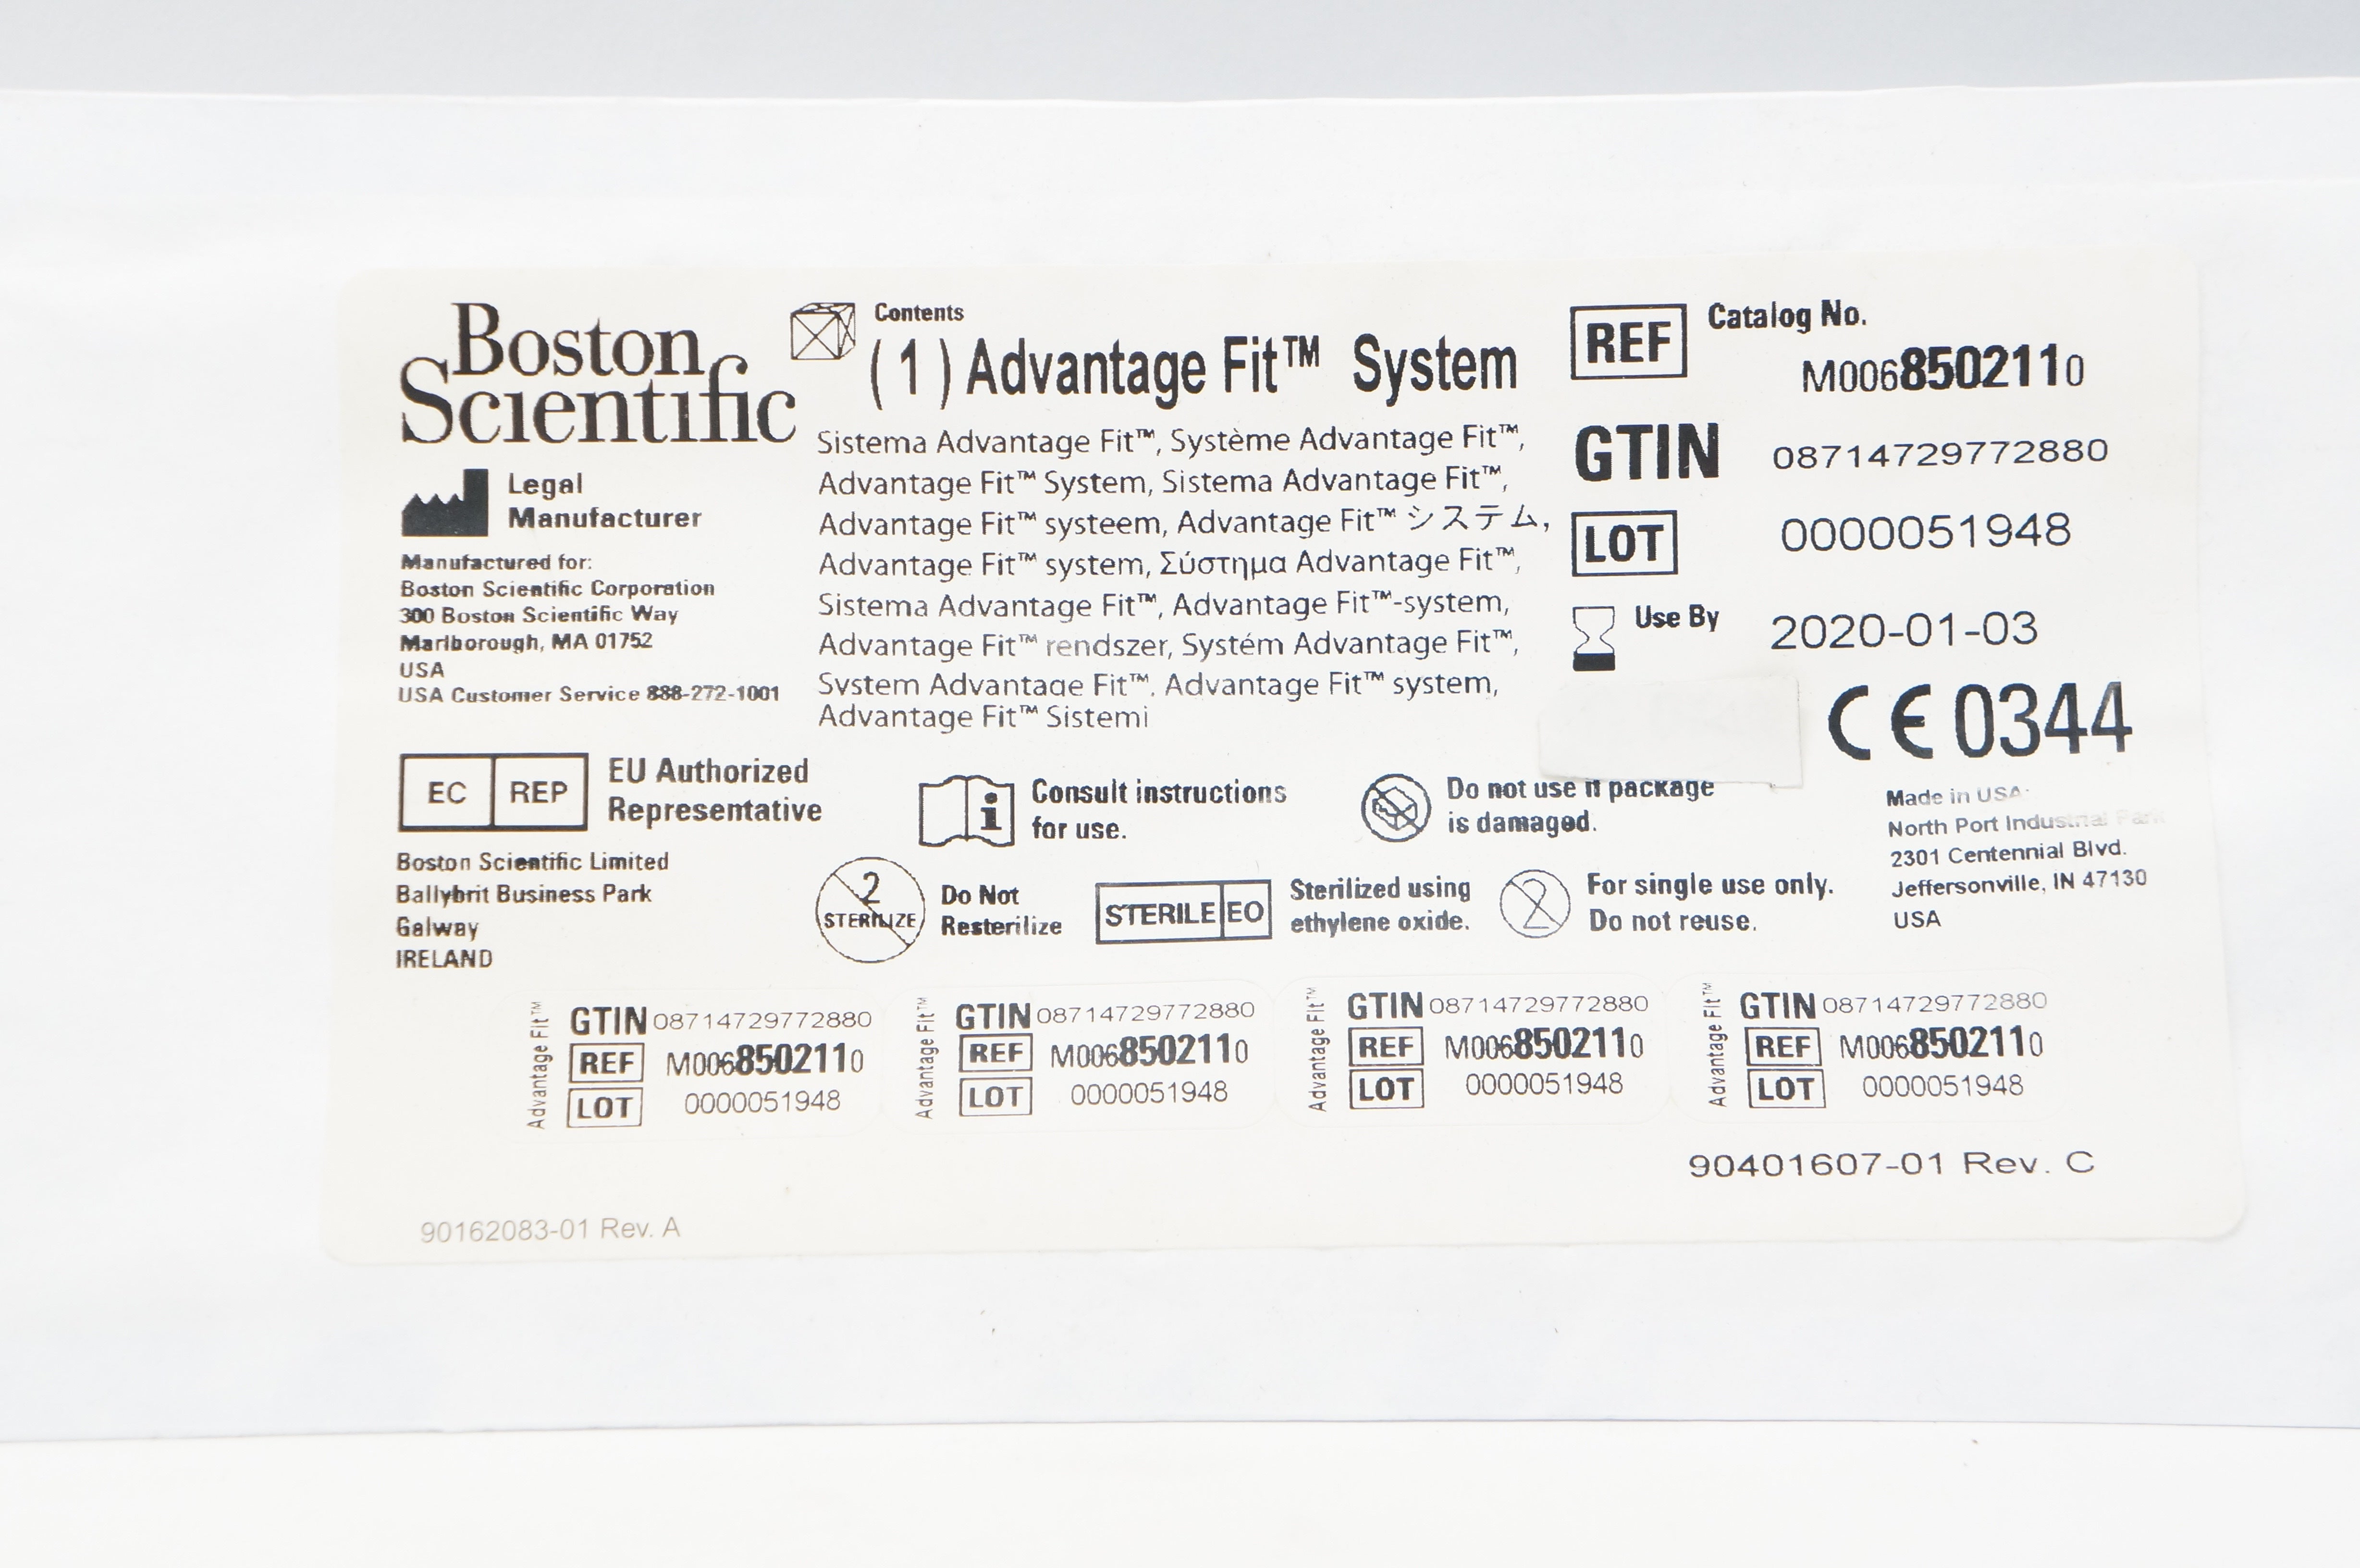 Boston
Scientific
Legal
Manufacturer
Manufactured for:
Boston Scientific Corporation
300 Boston Scientific Way
Marlborough, MA 01752
USA
USA Customer Service 888-272-1001
EC REP
EU Authorized
Representative
Boston Scientific Limited
Ballybrit Business Park
Galway
IRELAND
Contents
( 1 ) Advantage Fit™ System
Sistema Advantage Fit™, Système Advantage Fit™,
Advantage Fit™ System, Sistema Advantage Fit™,
Advantage Fit™ systeem, Advantage Fit™ システム,
Advantage Fit™ system, Σύστημα Advantage Fit™,
Sistema Advantage Fit™, Advantage Fit™-system,
Advantage Fit™ rendszer, Systém Advantage Fit™,
System Advantage Fit™, Advantage Fit™ system,
Advantage Fit™ Sistemi
REF Catalog No.
M0068502110
GTIN 08714729772880
LOT 0000051948
Use By 2020-01-03
CE 0344
Consult instructions
for use.
Do not use if package
is damaged.
2
STERILIZE
Do Not
Resterilize
STERILE EO
Sterilized using
ethylene oxide.
2
For single use only.
Do not reuse.
Made in USA:
North Port Industrial Park
2301 Centennial Blvd.
Jeffersonville, IN 47130
USA
Advantage Fit™
GTIN 08714729772880
REF M0068502110
LOT 0000051948
Advantage Fit™
GTIN 08714729772880
REF M0068502110
LOT 0000051948
Advantage Fit™
GTIN 08714729772880
REF M0068502110
LOT 0000051948
Advantage Fit™
GTIN 08714729772880
REF M0068502110
LOT 0000051948
90401607-01 Rev. C
90162083-01 Rev. A